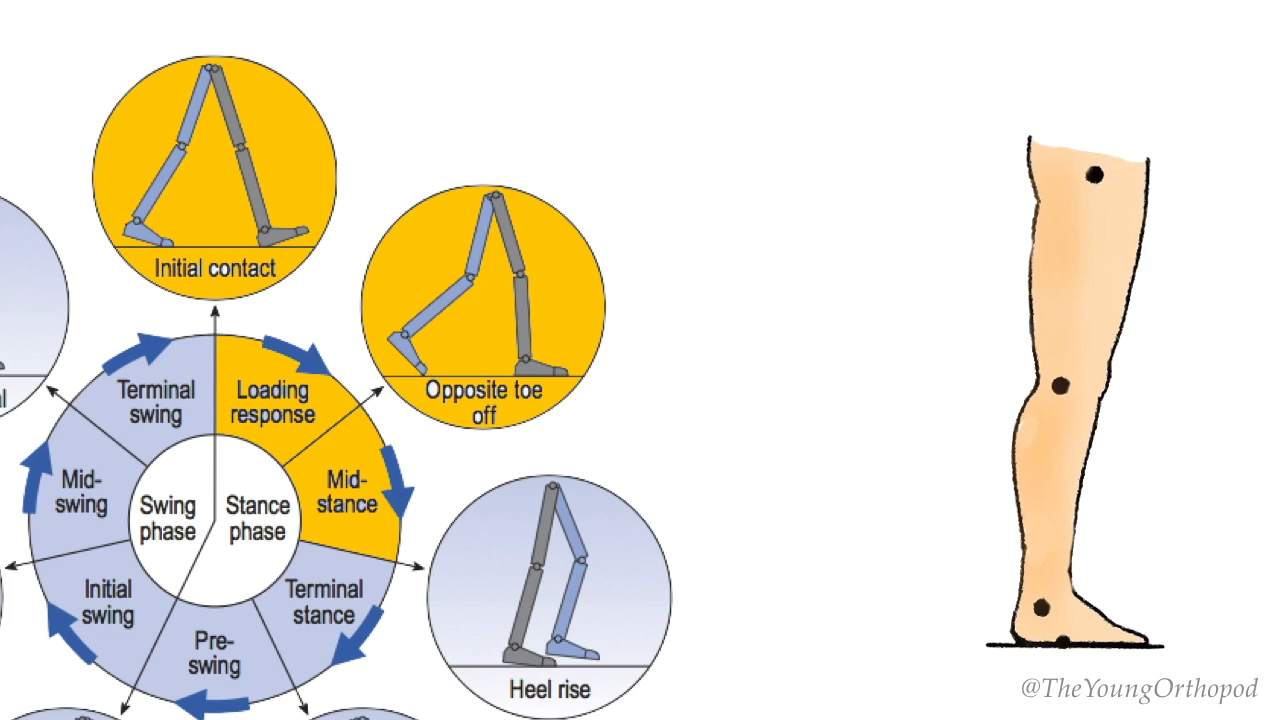 Initial contact
Opposite toe
off
Heel rise
al
Loading
response
Mid-
stance
Terminal
stance
Pre-
swing
Initial
swing
Mid-
swing
Terminal
swing
Swing
phase
Stance
phase
@TheYoungOrthopod